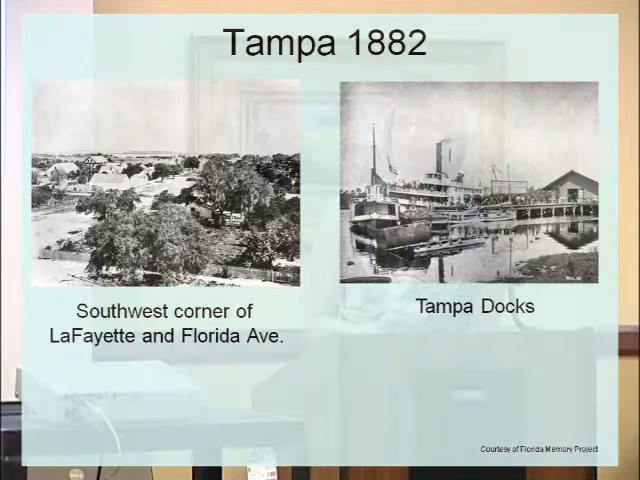 Tampa 1882
Southwest corner of
LaFayette and Florida Ave.
Tampa Docks
Courtesy of Florida Memory Project